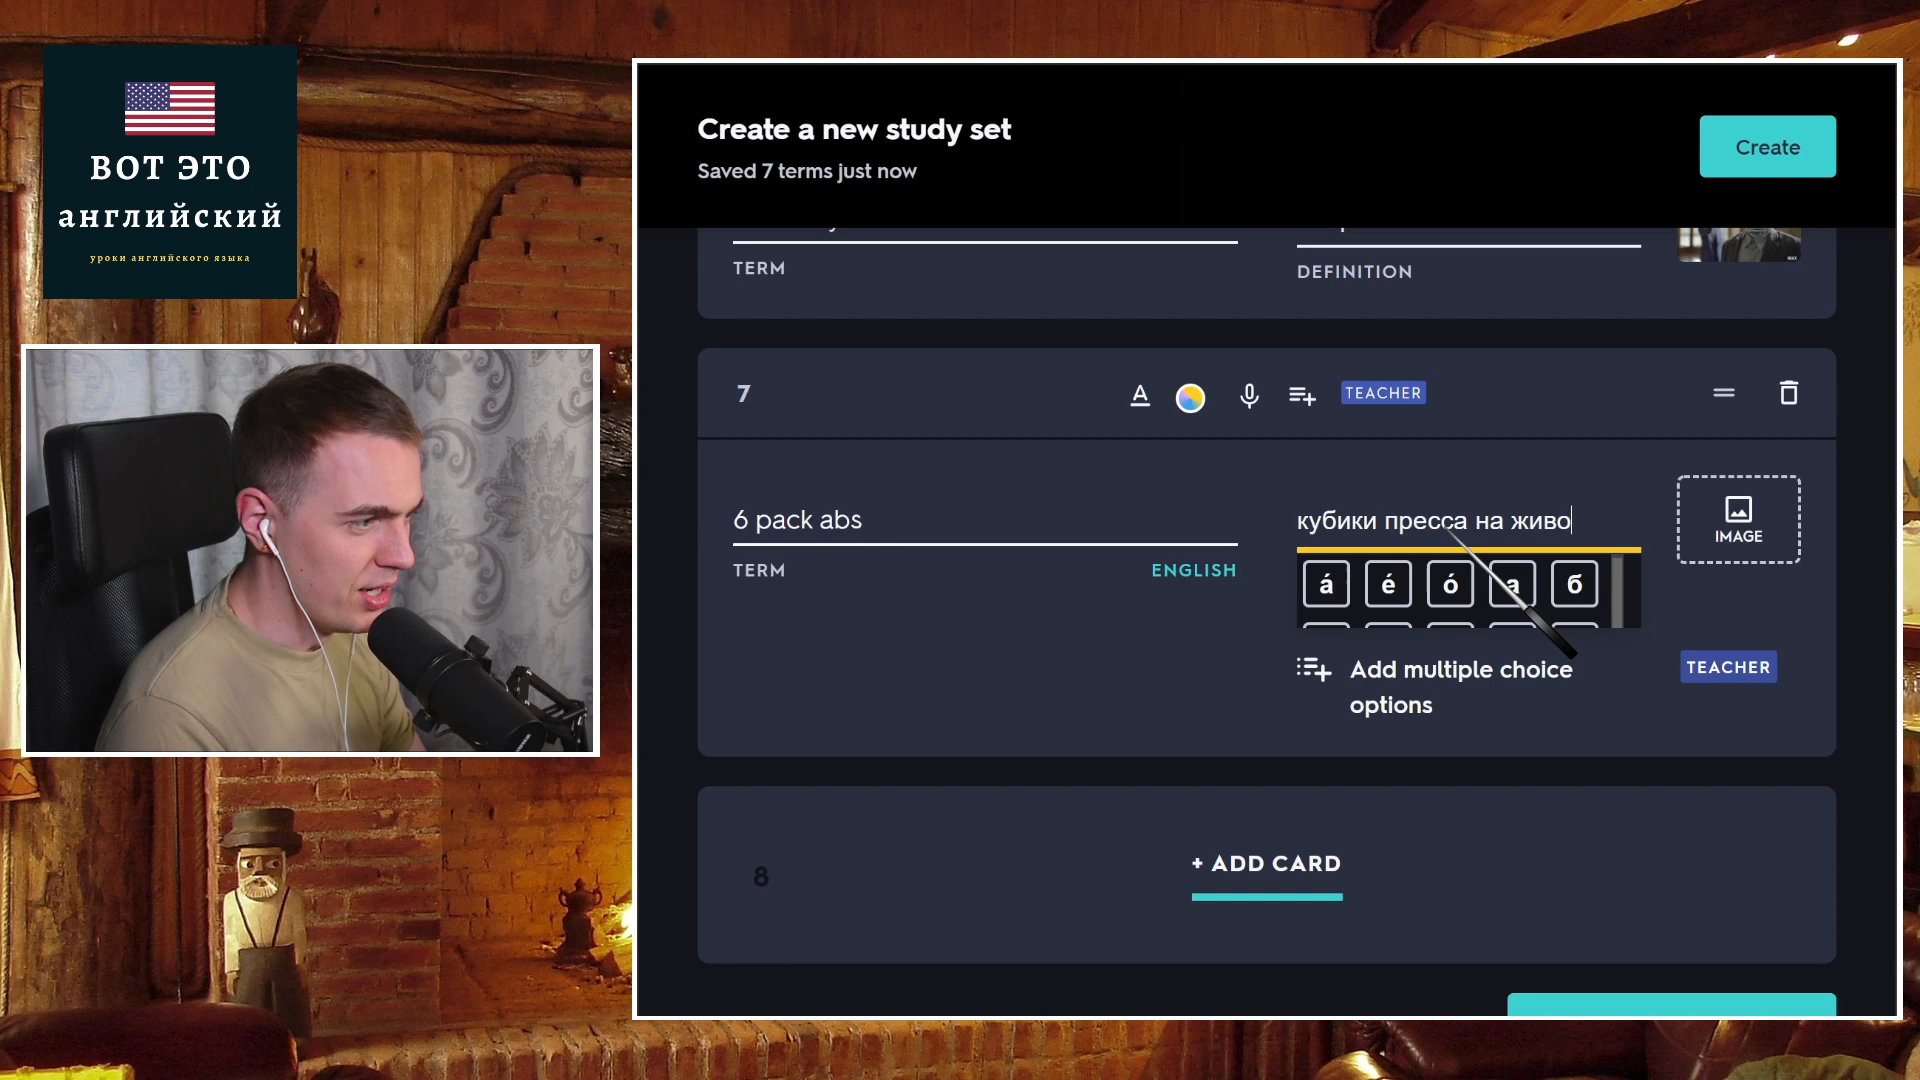 ВОТ ЭТО
английский
уроки английского языка
Create a new study set
Saved 7 terms just now
Create
TERM
DEFINITION
7
TEACHER
6 pack abs
TERM
ENGLISH
кубики пресса на живо
IMAGE
á é ó а б
Add multiple choice
options
TEACHER
8
+ ADD CARD